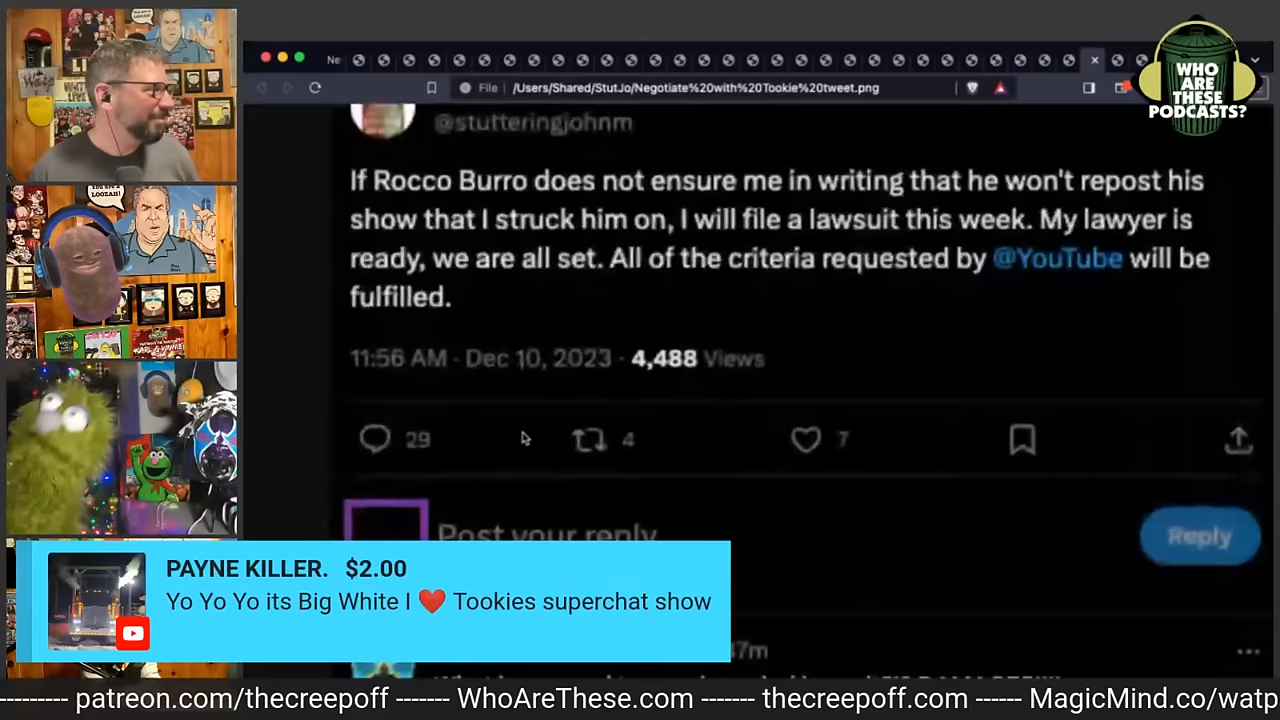 Ne
File /Users/Shared/StutJo/Negotiate%20with%20Tookie%20tweet.png
WHO
ARE
THESE
PODCASTS?
@stutteringjohnm
If Rocco Burro does not ensure me in writing that he won't repost his
show that I struck him on, I will file a lawsuit this week. My lawyer is
ready, we are all set. All of the criteria requested by @YouTube will be
fulfilled.
11:56 AM · Dec 10, 2023 · 4,488 Views
29
4
7
Post your reply
Reply
PAYNE KILLER. $2.00
Yo Yo Yo its Big White I ❤️ Tookies superchat show
47m
--------- patreon.com/thecreepoff ------- WhoAreThese.com ------- thecreepoff.com ------ MagicMind.co/watp